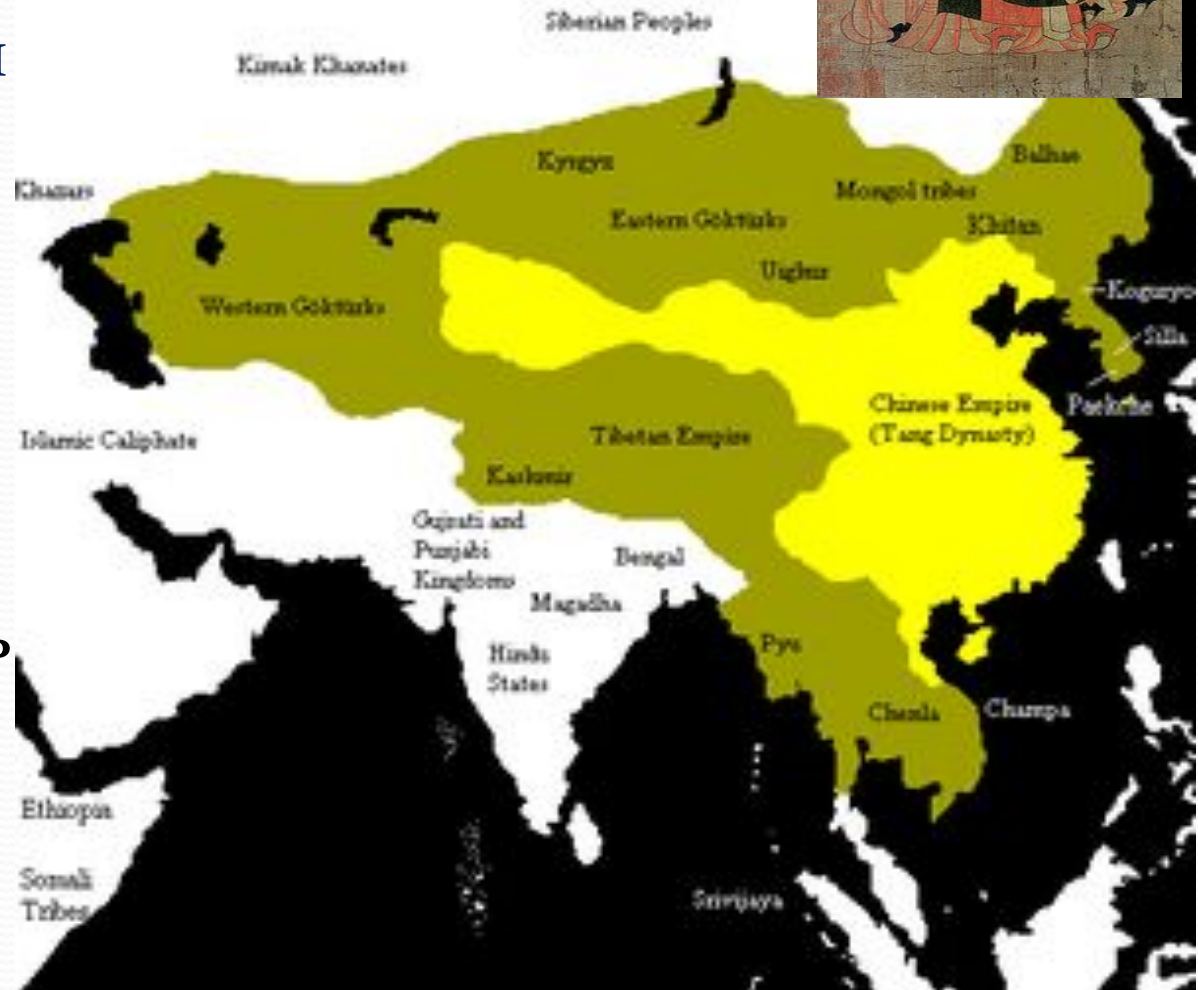 Siberian Peoples
Kimak Khanates
Kyrgyz
Balhae
Khazars
Mongol tribes
Eastern Göktürks
Khitan
Uighur
Koguryo
Western Göktürks
Silla
Chinese Empire
(Tang Dynasty)
Paekche
Islamic Caliphate
Tibetan Empire
Kashmir
Gujrati and
Punjabi
Kingdoms
Bengal
Magadha
Pyu
Hindu
States
Chenla
Champa
Ethiopia
Somali
Tribes
Srivijaya